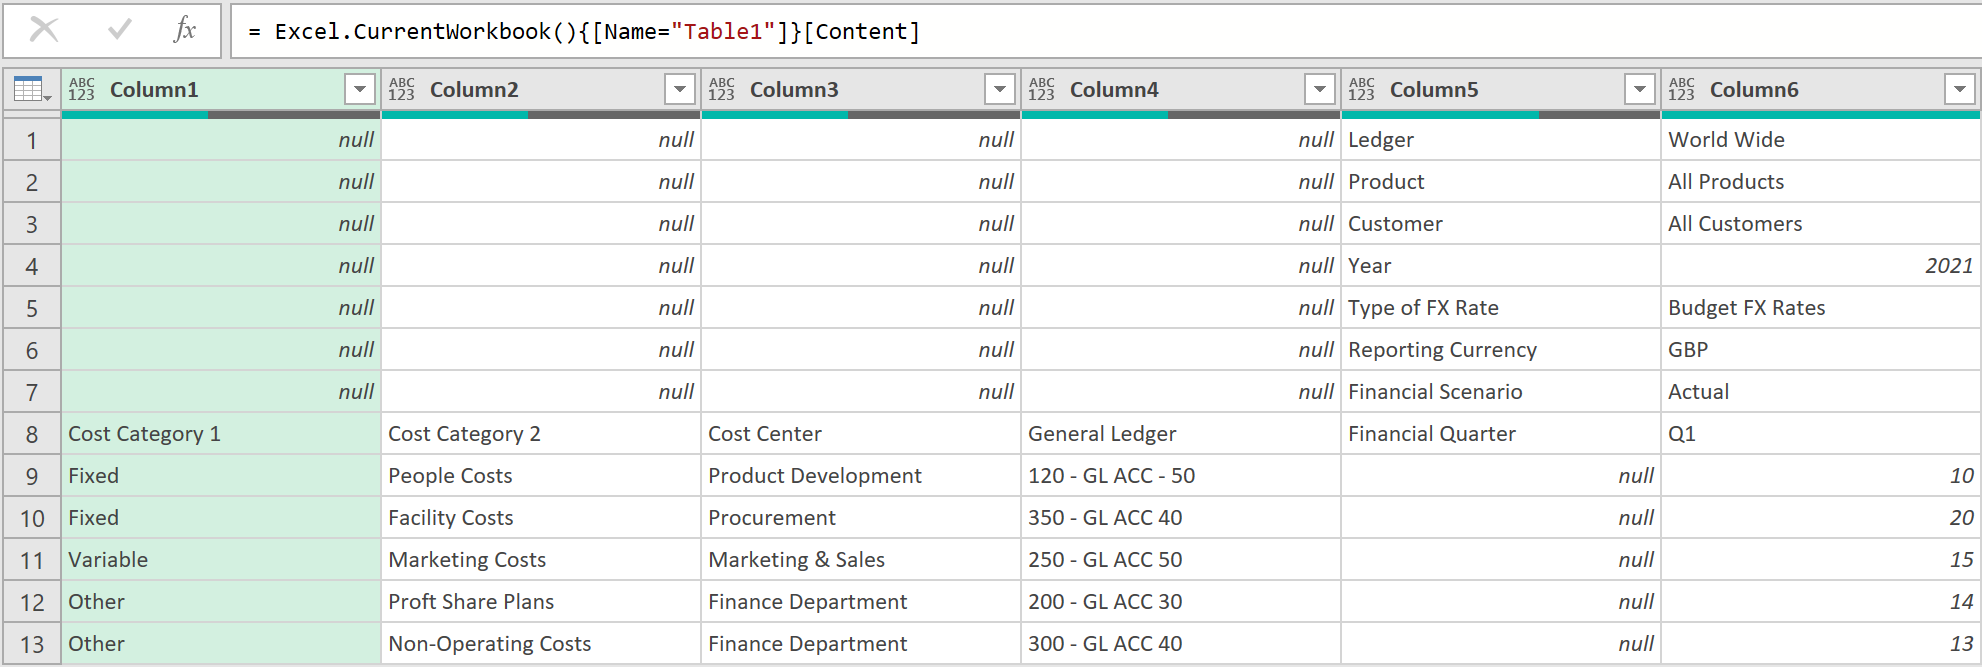 fx = Excel.CurrentWorkbook(){[Name="Table1"]}[Content]
ABC 123 Column1 ABC 123 Column2 ABC 123 Column3 ABC 123 Column4 ABC 123 Column5 ABC 123 Column6
1 null null null null Ledger World Wide
2 null null null null Product All Products
3 null null null null Customer All Customers
4 null null null null Year 2021
5 null null null null Type of FX Rate Budget FX Rates
6 null null null null Reporting Currency GBP
7 null null null null Financial Scenario Actual
8 Cost Category 1 Cost Category 2 Cost Center General Ledger Financial Quarter Q1
9 Fixed People Costs Product Development 120 - GL ACC - 50 null 10
10 Fixed Facility Costs Procurement 350 - GL ACC 40 null 20
11 Variable Marketing Costs Marketing & Sales 250 - GL ACC 50 null 15
12 Other Proft Share Plans Finance Department 200 - GL ACC 30 null 14
13 Other Non-Operating Costs Finance Department 300 - GL ACC 40 null 13